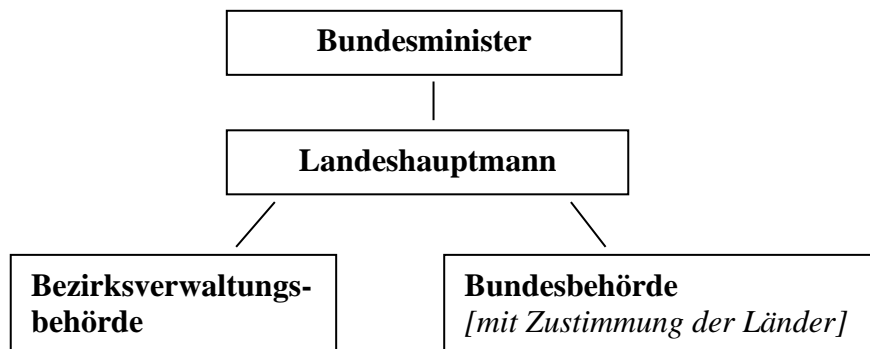 Bundesminister
Landeshauptmann
Bezirksverwaltungs-
behörde
Bundesbehörde
[mit Zustimmung der Länder]